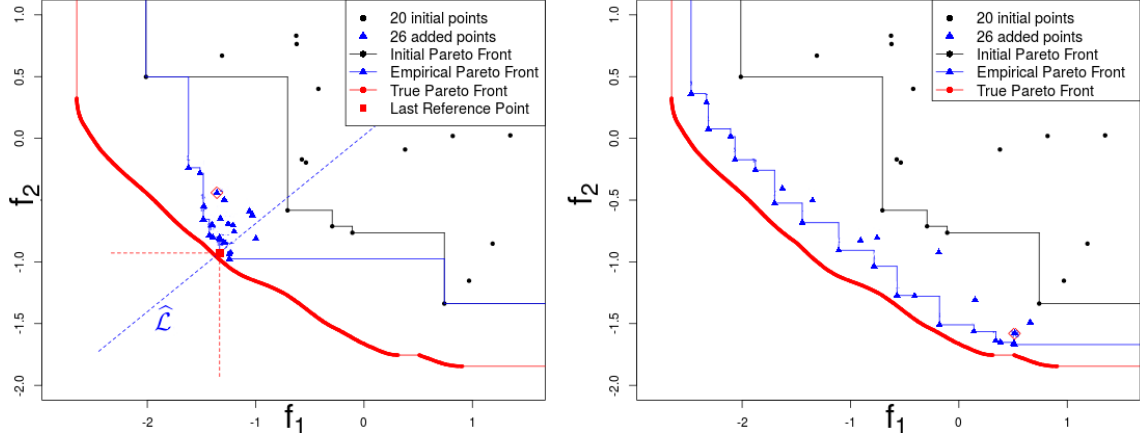 20 initial points
26 added points
Initial Pareto Front
Empirical Pareto Front
True Pareto Front
Last Reference Point
1.0
0.5
0.0
-0.5
-1.0
-1.5
-2.0
f2
L̂
-2
-1
0
1
f1
20 initial points
26 added points
Initial Pareto Front
Empirical Pareto Front
True Pareto Front
1.0
0.5
0.0
-0.5
-1.0
-1.5
-2.0
f2
-2
-1
0
1
f1